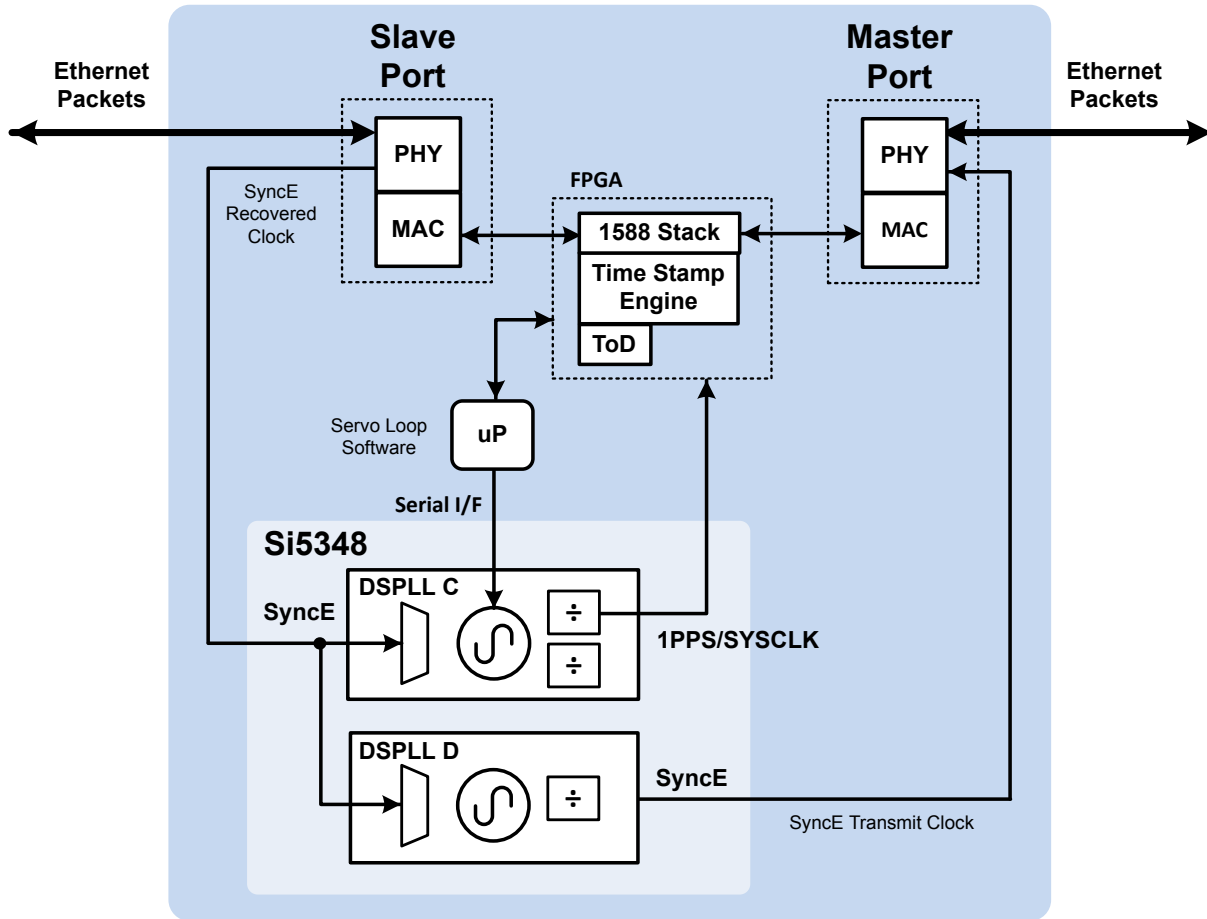 Slave
Port
Master
Port
Ethernet
Packets
Ethernet
Packets
PHY
MAC
PHY
MAC
SyncE
Recovered
Clock
FPGA
1588 Stack
Time Stamp
Engine
ToD
Servo Loop
Software
uP
Serial I/F
Si5348
DSPLL C
SyncE
÷
÷
1PPS/SYSCLK
DSPLL D
÷
SyncE
SyncE Transmit Clock